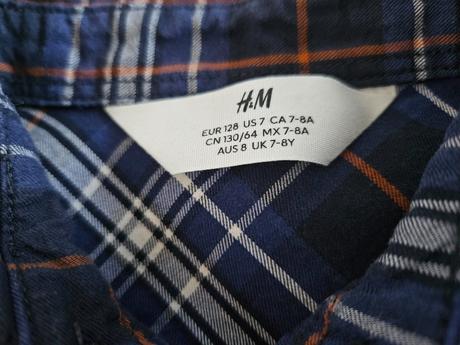 H&M
EUR 128 US 7 CA 7-8A
CN 130/64 MX 7-8A
AUS 8 UK 7-8Y